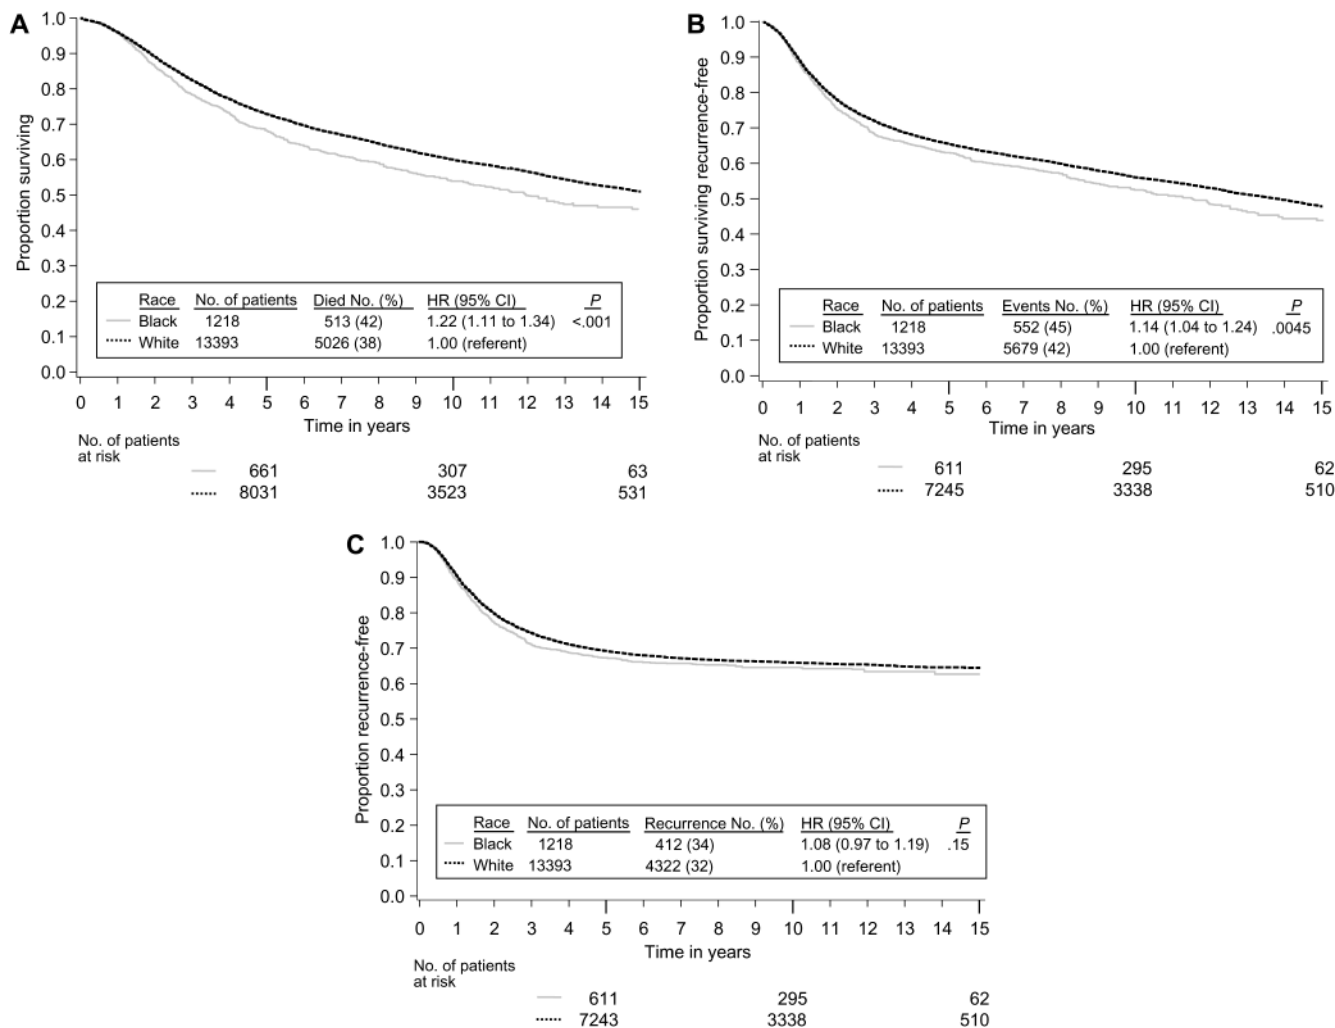 A
Proportion surviving
1.0
0.9
0.8
0.7
0.6
0.5
0.4
0.3
0.2
0.1
0.0
Race No. of patients Died No. (%) HR (95% CI) P
Black 1218 513 (42) 1.22 (1.11 to 1.34) <.001
White 13393 5026 (38) 1.00 (referent)
0 1 2 3 4 5 6 7 8 9 10 11 12 13 14 15
Time in years
No. of patients
at risk
661 307 63
8031 3523 531
B
Proportion surviving recurrence-free
1.0
0.9
0.8
0.7
0.6
0.5
0.4
0.3
0.2
0.1
0.0
Race No. of patients Events No. (%) HR (95% CI) P
Black 1218 552 (45) 1.14 (1.04 to 1.24) .0045
White 13393 5679 (42) 1.00 (referent)
0 1 2 3 4 5 6 7 8 9 10 11 12 13 14 15
Time in years
No. of patients
at risk
611 295 62
7245 3338 510
C
Proportion recurrence-free
1.0
0.9
0.8
0.7
0.6
0.5
0.4
0.3
0.2
0.1
0.0
Race No. of patients Recurrence No. (%) HR (95% CI) P
Black 1218 412 (34) 1.08 (0.97 to 1.19) .15
White 13393 4322 (32) 1.00 (referent)
0 1 2 3 4 5 6 7 8 9 10 11 12 13 14 15
Time in years
No. of patients
at risk
611 295 62
7243 3338 510